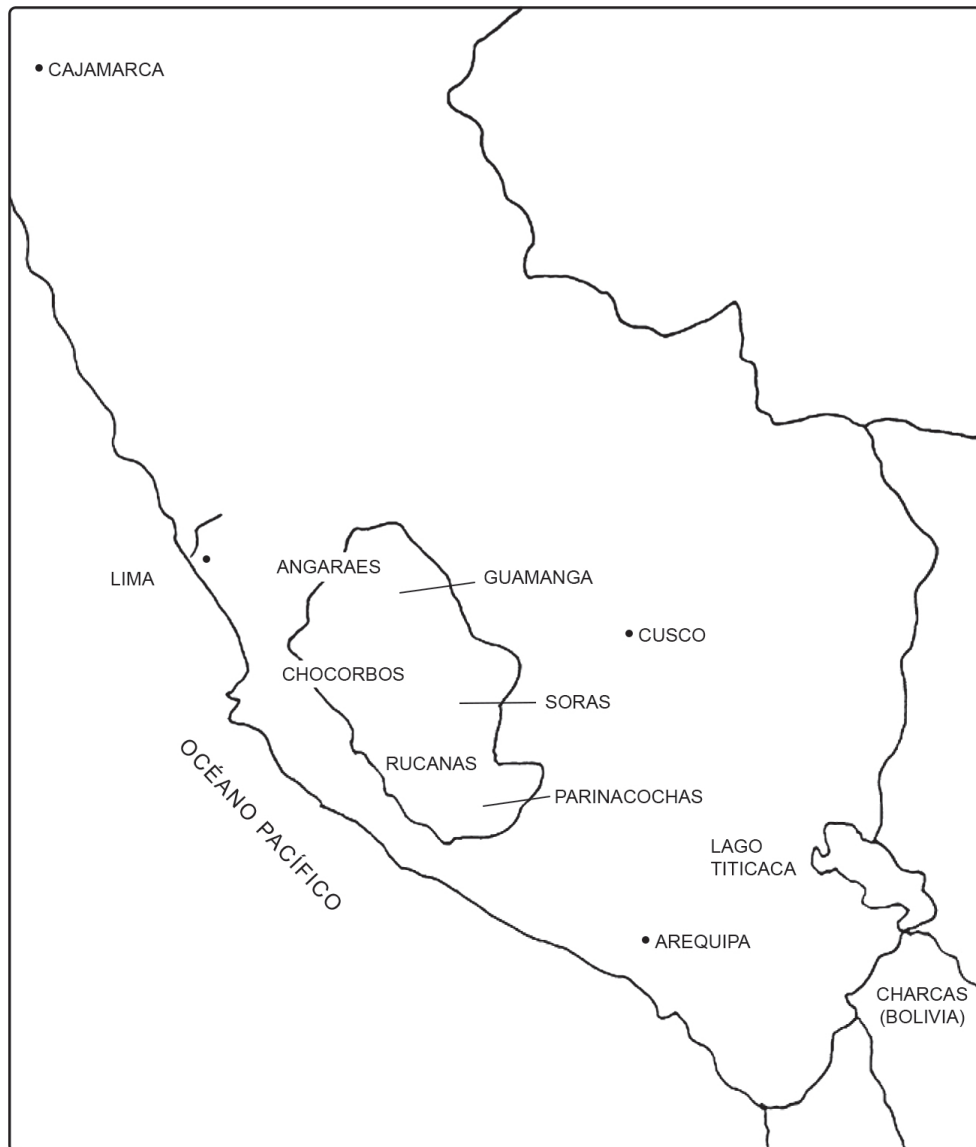 CAJAMARCA
ANGARAES
GUAMANGA
LIMA
CUSCO
CHOCORBOS
SORAS
RUCANAS
PARINACOCHAS
OCÉANO PACÍFICO
LAGO
TITICACA
AREQUIPA
CHARCAS
(BOLIVIA)